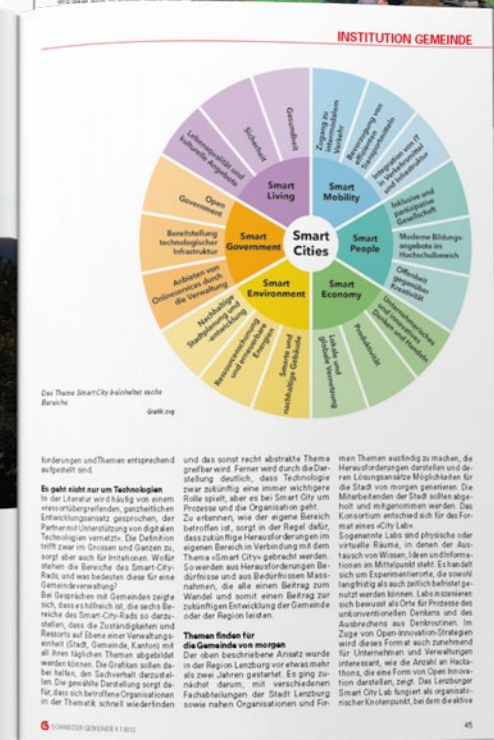 INSTITUTION GEMEINDE
Gesundheit
Sicherheit
Lebensqualität und
kulturelle Angebote
Zugang zu
intermodalem
Verkehr
Bevorzugung von
effizienten
Transportmitteln
Integration von IT
in Verkehrsmittel
und Infrastruktur
Smart
Living
Smart
Mobility
Open
Government
Inklusive und
partizipative
Gesellschaft
Bereitstellung
technologischer
Infrastruktur
Smart
Government
Smart
Cities
Smart
People
Moderne Bildungs-
angebote im
Hochschulbereich
Anbieten von
Onlineservices durch
die Verwaltung
Offenheit
gegenüber
Kreativität
Smart
Environment
Smart
Economy
Nachhaltige
Stadtplanung und
-entwicklung
Ressourcenschonung
und erneuerbare
Energien
Smarte und
nachhaltige Gebäude
Lokale und
globale Vernetzung
Produktivität
Unternehmerisches
und innovatives
Denken und Handeln
Das Thema Smart City beinhaltet sechs
Bereiche
Grafik zvg
forderungen und Themen entsprechend
aufgestellt sind.
Es geht nicht nur um Technologien
In der Literatur wird häufig von einem
«ressortübergreifenden, ganzheitlichen
Entwicklungsansatz gesprochen, der
Partner mit Unterstützung von digitalen
Technologien vernetzt». Die Definition
trifft zwar im Grossen und Ganzen zu,
sorgt aber auch für Irritationen. Wofür
stehen die Bereiche des Smart-City-
Rads, und was bedeuten diese für eine
Gemeindeverwaltung?
Bei Gesprächen mit Gemeinden zeigte
sich, dass es hilfreich ist, die sechs Be-
reiche des Smart-City-Rads so darzu-
stellen, dass die Zuständigkeiten und
Ressorts auf Ebene einer Verwaltungs-
einheit (Stadt, Gemeinde, Kanton) mit
all ihren täglichen Themen abgebildet
werden können. Die Grafiken sollen da-
bei helfen, den Sachverhalt darzustel-
len. Die gewählte Darstellung sorgt da-
für, dass sich betroffene Organisationen
in der Thematik schnell wiederfinden
und das sonst recht abstrakte Thema
greifbar wird. Ferner wird durch die Dar-
stellung deutlich, dass Technologie
zwar zukünftig eine immer wichtigere
Rolle spielt, aber es bei Smart City um
Prozesse und die Organisation geht.
Zu erkennen, wie der eigene Bereich
betroffen ist, sorgt in der Regel dafür,
dass zukünftige Herausforderungen im
eigenen Bereich in Verbindung mit dem
Thema «Smart City» gebracht werden.
So werden aus Herausforderungen Be-
dürfnisse und aus Bedürfnissen Mass-
nahmen, die alle einen Beitrag zum
Wandel und somit einen Beitrag zur
zukünftigen Entwicklung der Gemeinde
oder der Region leisten.
Themen finden für
die Gemeinde von morgen
Der oben beschriebene Ansatz wurde
in der Region Lenzburg vor etwas mehr
als zwei Jahren gestartet. Es ging zu-
nächst darum, mit verschiedenen
Fachabteilungen der Stadt Lenzburg
sowie nahen Organisationen und Fir-
men Themen ausfindig zu machen, die
Herausforderungen darstellen und de-
ren Lösungsansätze Möglichkeiten für
die Stadt von morgen generieren. Die
Mitarbeitenden der Stadt sollten abge-
holt und mitgenommen werden. Das
Konsortium entschied sich für das For-
mat eines «City Lab».
Sogenannte Labs sind physische oder
virtuelle Räume, in denen der Aus-
tausch von Wissen, Ideen und Informa-
tionen im Mittelpunkt steht. Es handelt
sich um Experimentierorte, die sowohl
langfristig als auch zeitlich befristet ge-
nutzt werden können. Labs inszenieren
sich bewusst als Orte für Prozesse des
unkonventionellen Denkens und des
Ausbrechens aus Denkroutinen. Im
Zuge von Open-Innovation-Strategien
wird dieses Format auch zunehmend
für Unternehmen und Verwaltungen
interessant, wie die Anzahl an Hacka-
thons, die eine Form von Open Innova-
tion darstellen, zeigt. Das Lenzburger
Smart City Lab fungiert als organisato-
rischer Knotenpunkt, bei dem die aktive
SCHWEIZER GEMEINDE 9 | 2022
45